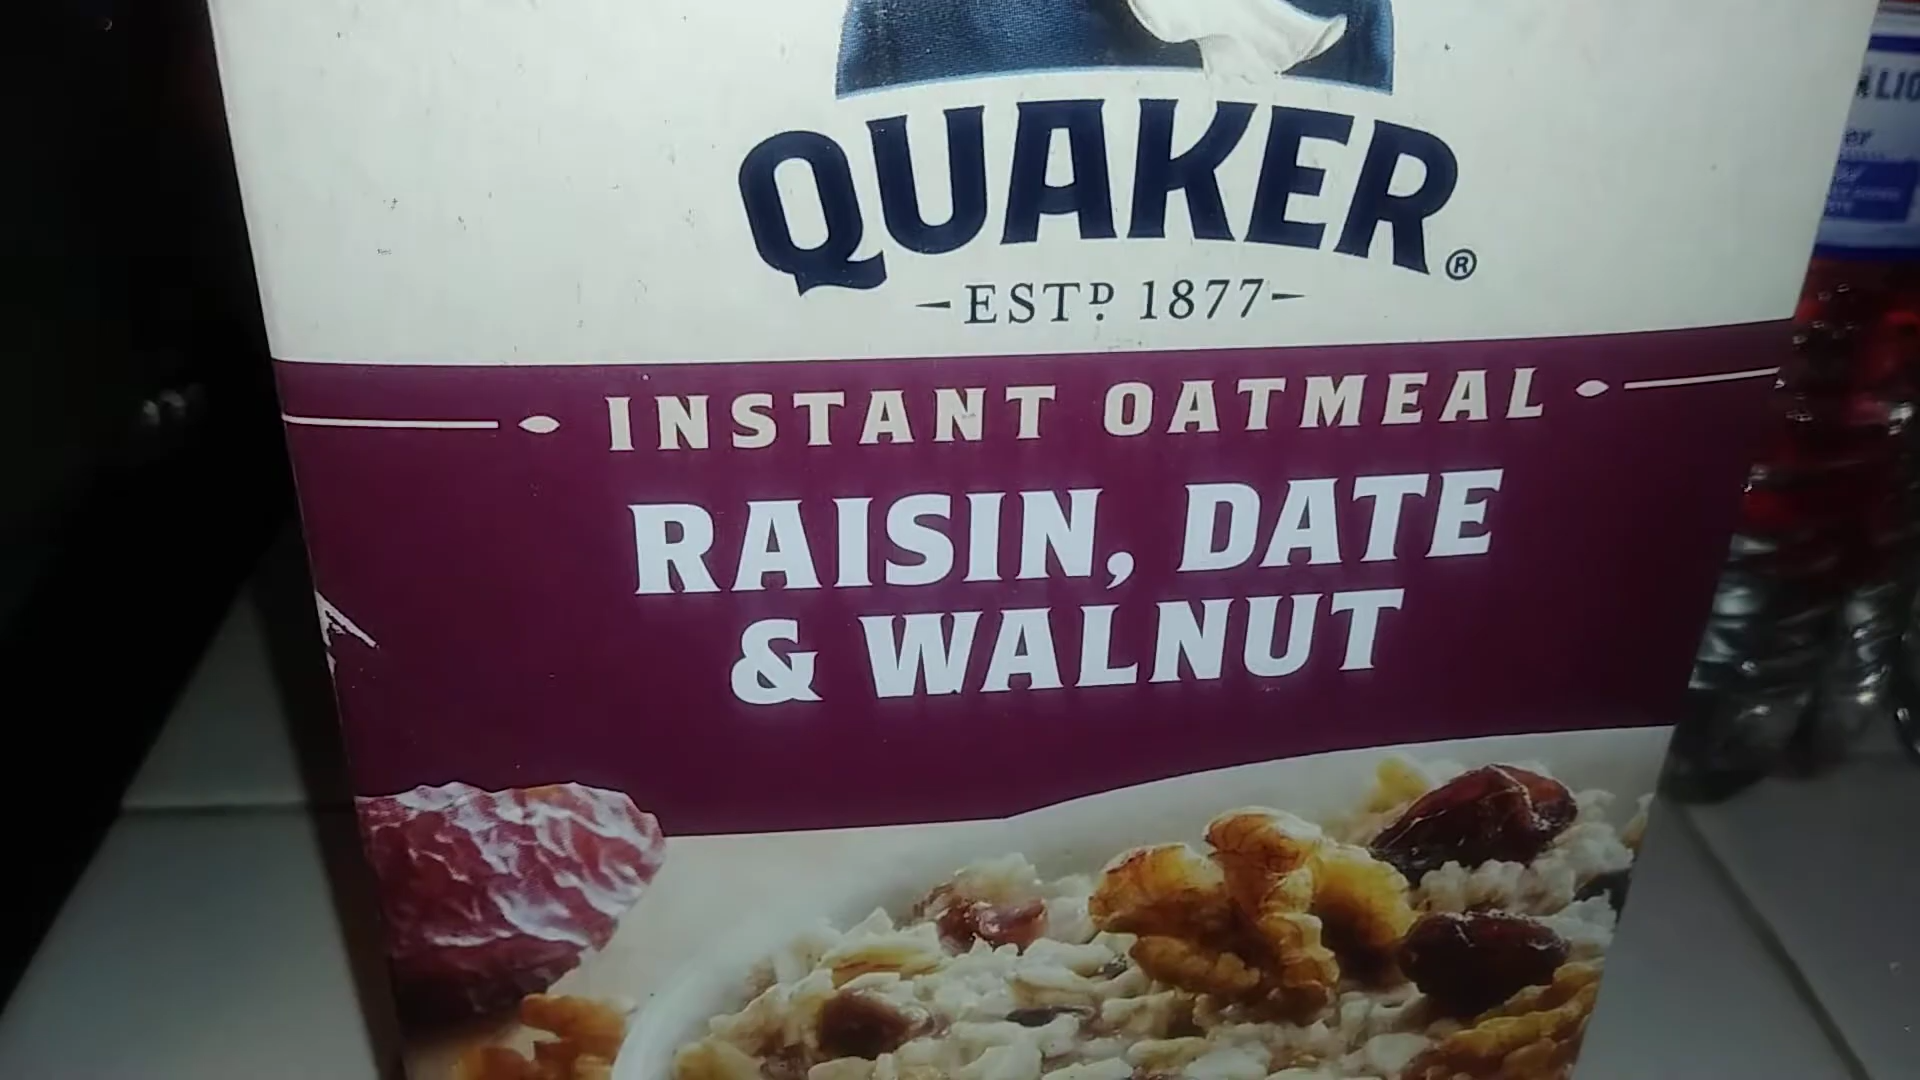 QUAKER®
-ESTD 1877-
INSTANT OATMEAL
RAISIN, DATE
& WALNUT